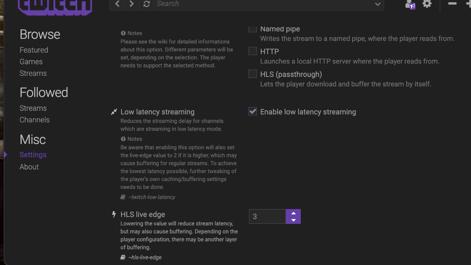 twitch
Search
Browse
Featured
Games
Streams
Followed
Streams
Channels
Misc
Settings
About
Notes
Please see the wiki for detailed informations
about this option. Different parameters will be
set, depending on the selection. The player
needs to support the selected method.
Named pipe
Writes the stream to a named pipe, where the player reads from.
HTTP
Launches a local HTTP server where the player reads from.
HLS (passthrough)
Lets the player download and buffer the stream by itself.
Low latency streaming
Reduces the streaming delay for channels
which are streaming in low latency mode.
Notes
Be aware that enabling this option will also set
the live-edge value to 2 if it is higher, which may
cause buffering for regular streams. To achieve
the lowest latency possible, further tweaking of
the player's own caching/buffering settings
needs to be done.
--twitch-low-latency
Enable low latency streaming
HLS live edge
Lowering the value will reduce stream latency,
but may also cause buffering. Depending on the
player configuration, there may be another layer
of buffering.
--hls-live-edge
3